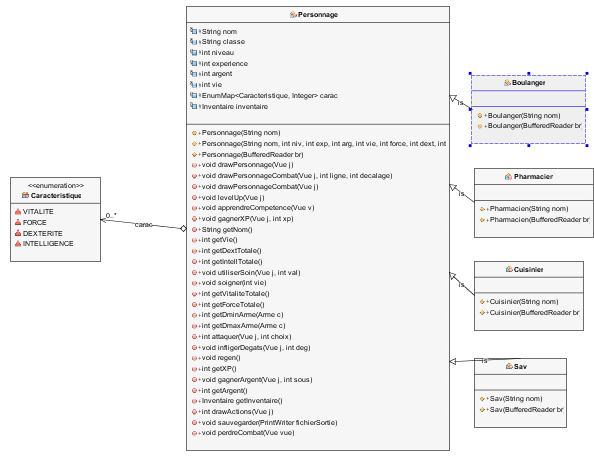 <<enumeration>>
Caracteristique
VITALITE
FORCE
DEXTERITE
INTELLIGENCE
0..*
carac
Personnage
String nom
String classe
int niveau
int experience
int argent
int vie
EnumMap<Caracteristique, Integer> carac
Inventaire inventaire
+Personnage(String nom)
+Personnage(String nom, int niv, int exp, int arg, int vie, int force, int dext, int
+Personnage(BufferedReader br)
+void drawPersonnage(Vue j)
+void drawPersonnageCombat(Vue j, int ligne, int decalage)
+void drawPersonnageCombat(Vue j)
+void levelUp(Vue j)
+void apprendreCompetence(Vue v)
+void gagnerXP(Vue j, int xp)
+String getNom()
+int getVie()
+int getDextTotale()
+int getIntellTotale()
+void utiliserSoin(Vue j, int val)
+void soigner(int vie)
+int getVitaliteTotale()
+int getForceTotale()
+int getDminArme(Arme c)
+int getDmaxArme(Arme c)
+int attaquer(Vue j, int choix)
+void infligerDegats(Vue j, int deg)
+void regen()
+int getXP()
+void gagnerArgent(Vue j, int sous)
+int getArgent()
+Inventaire getInventaire()
+int drawActions(Vue j)
+void sauvegarder(PrintWriter fichierSortie)
+void perdreCombat(Vue vue)
is
Boulanger
+Boulanger(String nom)
+Boulanger(BufferedReader br
is
Pharmacien
+Pharmacien(String nom)
+Pharmacien(BufferedReader br
is
Cuisinier
+Cuisinier(String nom)
+Cuisinier(BufferedReader br
is
Sav
+Sav(String nom)
+Sav(BufferedReader br